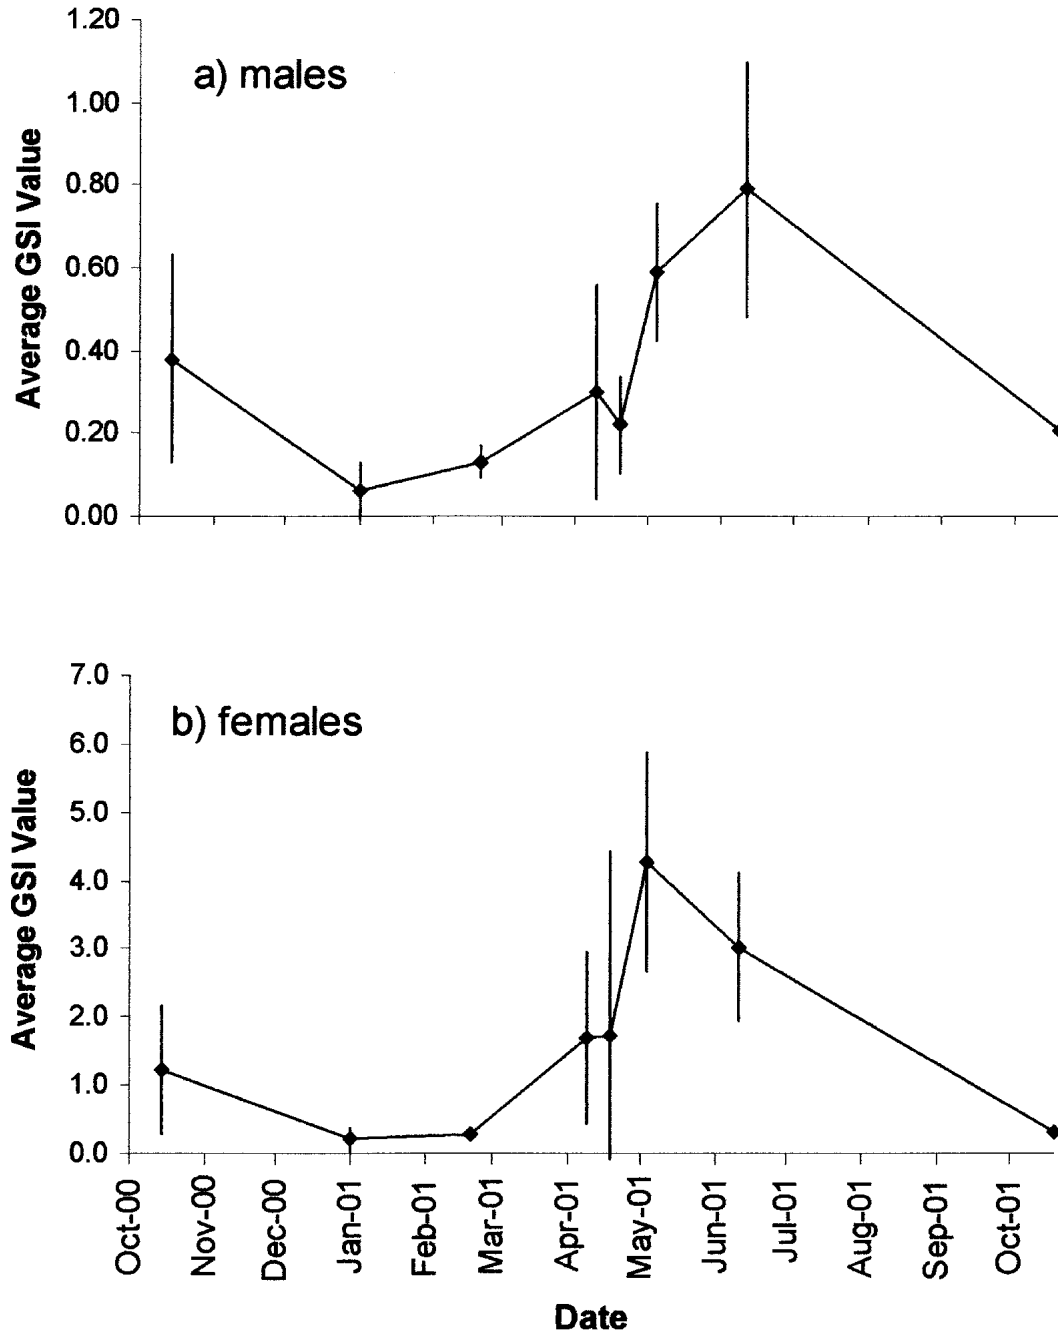 a) males
Average GSI Value
1.20
1.00
0.80
0.60
0.40
0.20
0.00
b) females
Average GSI Value
7.0
6.0
5.0
4.0
3.0
2.0
1.0
0.0
Oct-00
Nov-00
Dec-00
Jan-01
Feb-01
Mar-01
Apr-01
May-01
Jun-01
Jul-01
Aug-01
Sep-01
Oct-01
Date